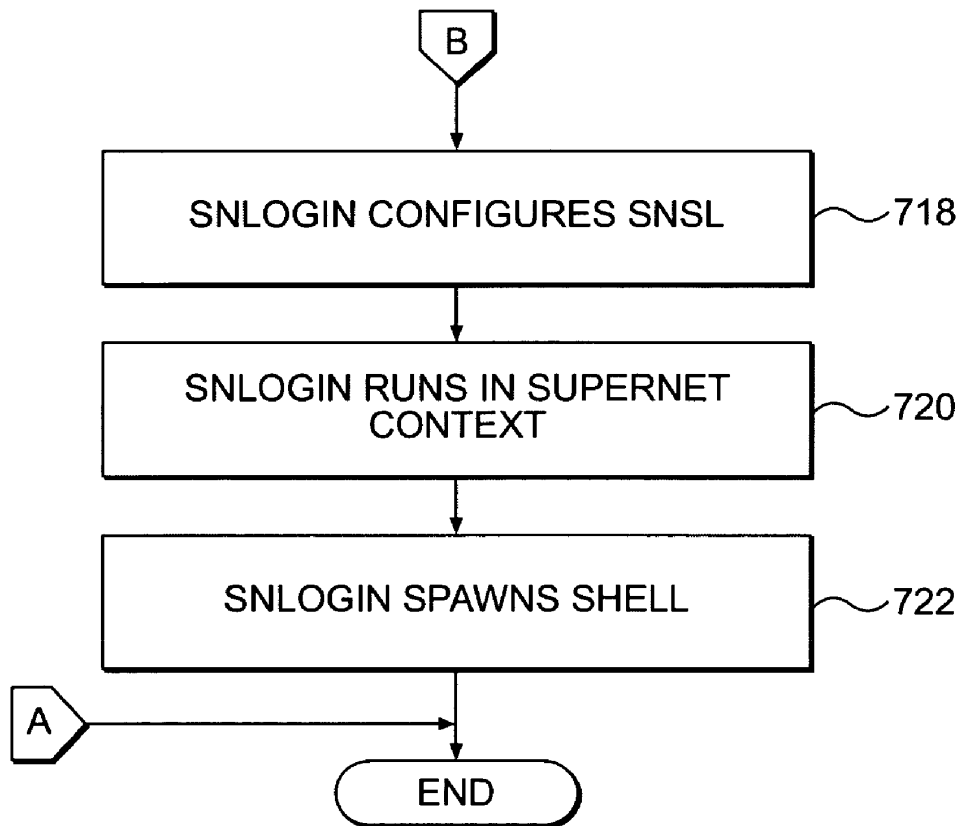 B
SNLOGIN CONFIGURES SNSL
718
SNLOGIN RUNS IN SUPERNET
CONTEXT
720
SNLOGIN SPAWNS SHELL
722
A
END